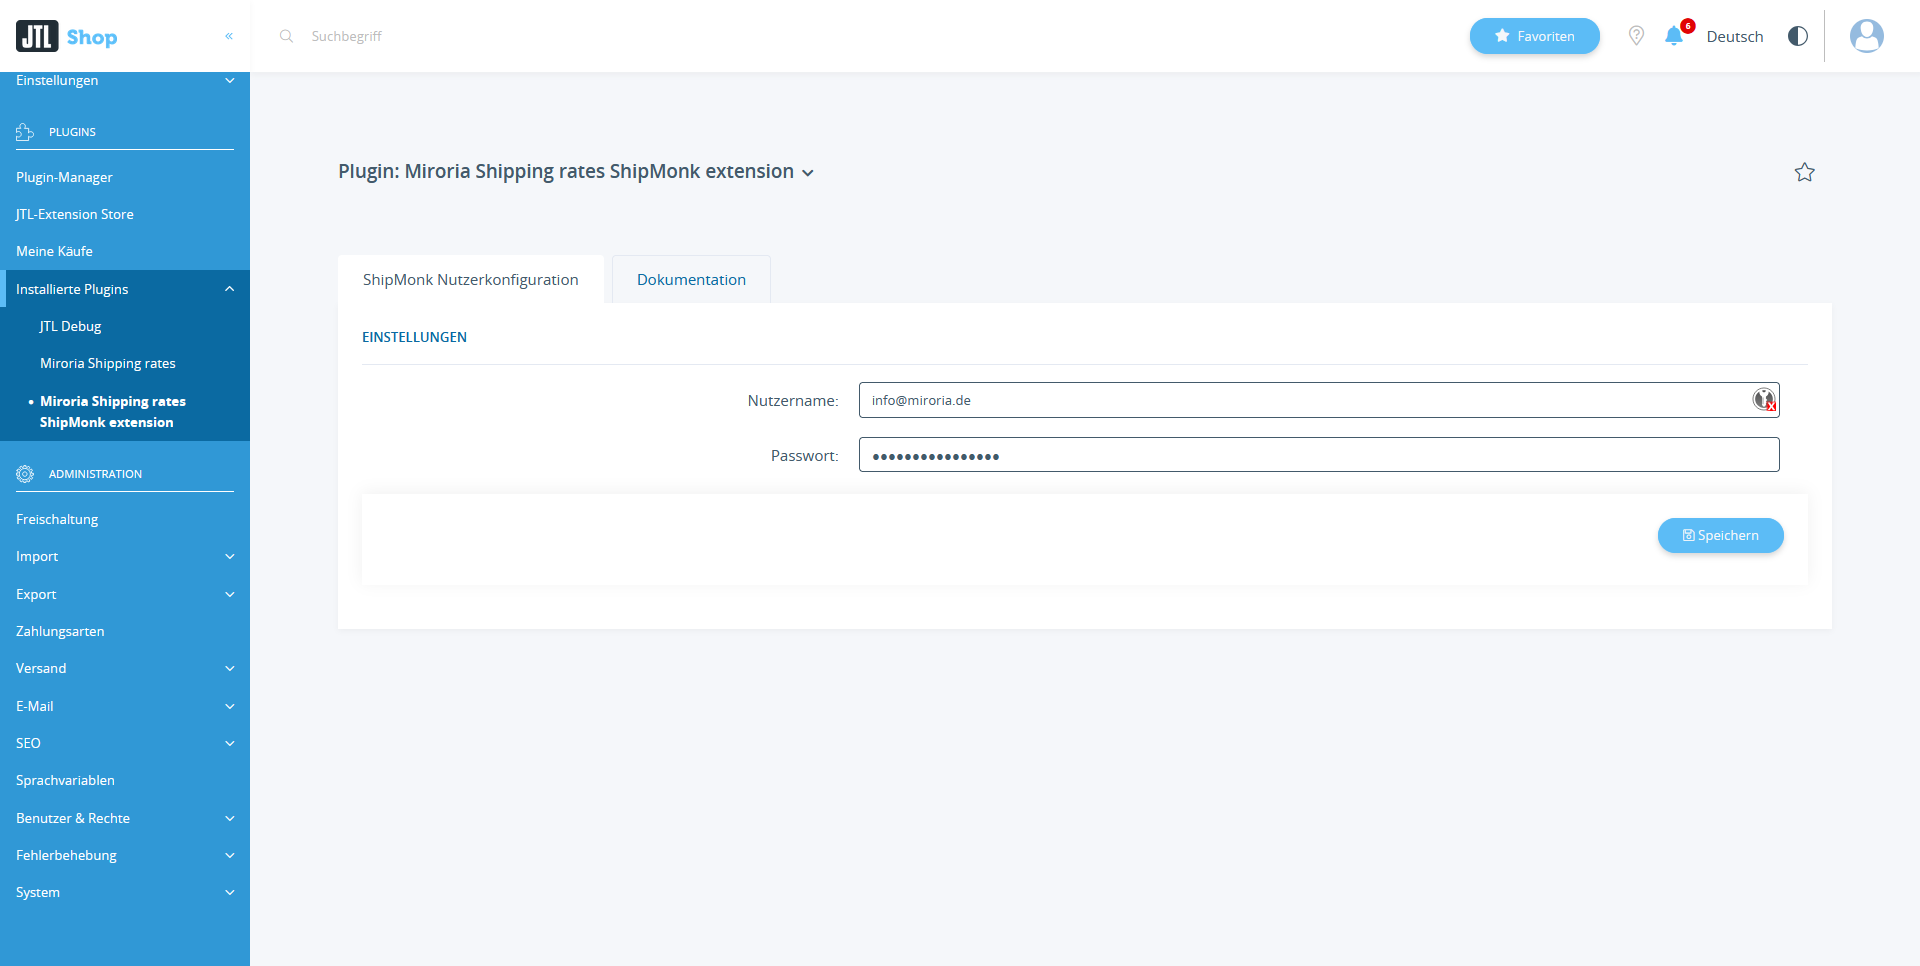 JTL Shop
«
Suchbegriff
Favoriten
6
Deutsch
Einstellungen
PLUGINS
Plugin-Manager
JTL-Extension Store
Meine Käufe
Installierte Plugins
JTL Debug
Miroria Shipping rates
• Miroria Shipping rates
ShipMonk extension
ADMINISTRATION
Freischaltung
Import
Export
Zahlungsarten
Versand
E-Mail
SEO
Sprachvariablen
Benutzer & Rechte
Fehlerbehebung
System
Plugin: Miroria Shipping rates ShipMonk extension
ShipMonk Nutzerkonfiguration
Dokumentation
EINSTELLUNGEN
Nutzername:
info@miroria.de
Passwort:
••••••••••••••••
Speichern